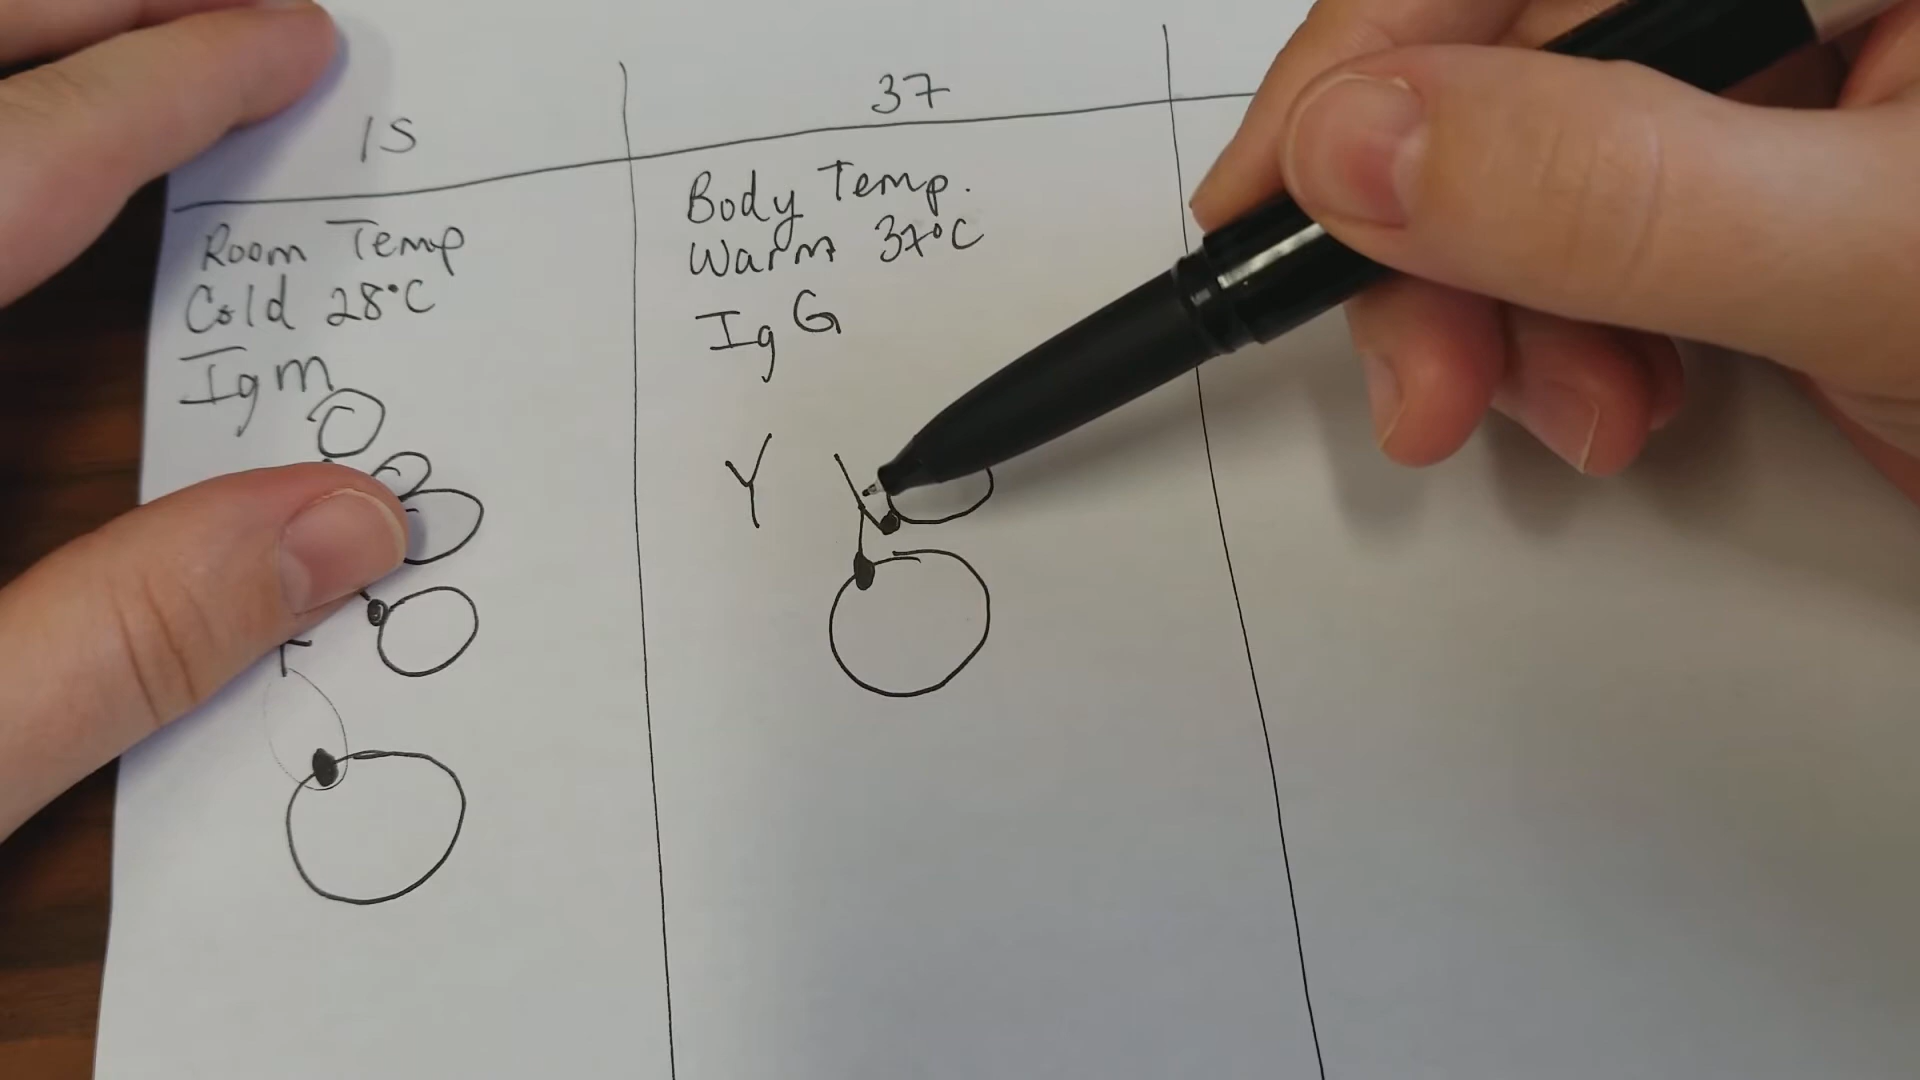 IS
37
Room Temp
Cold 28°C
IgM
Body Temp.
Warm 37°C
IgG
Y